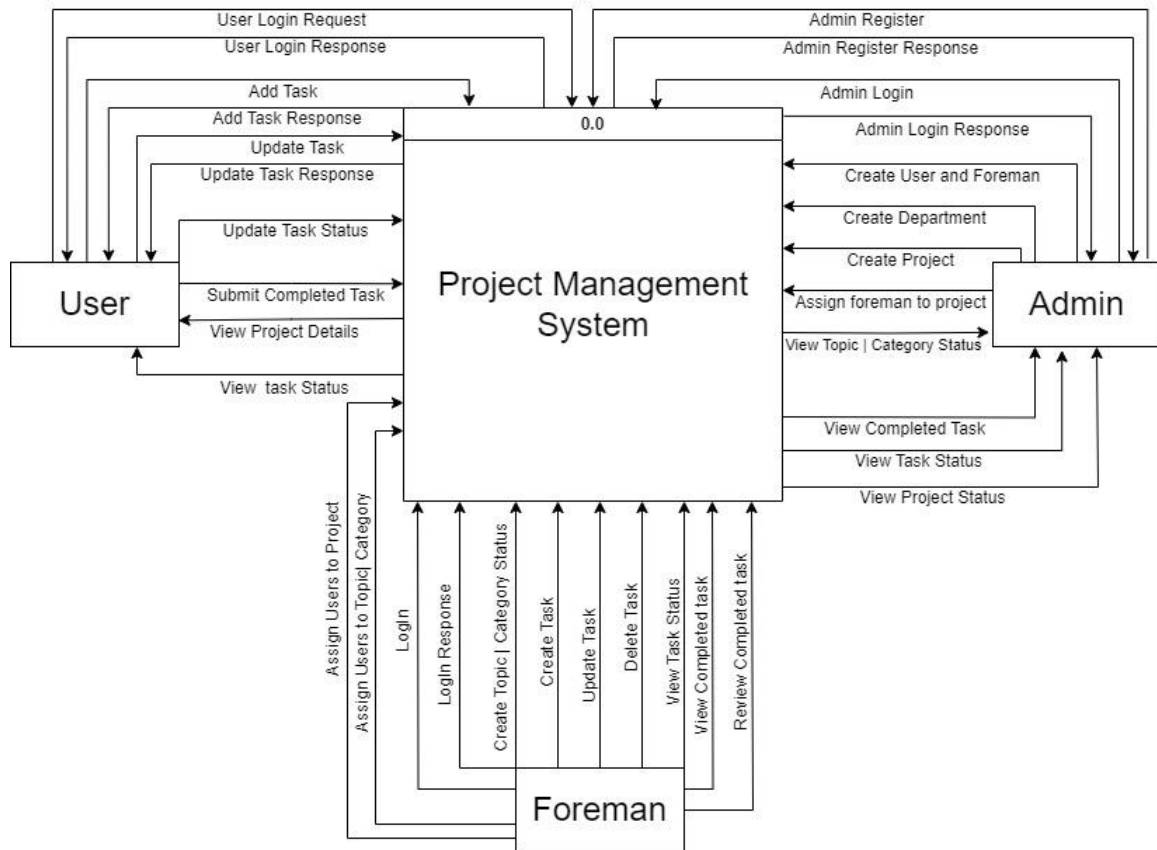 User Login Request
Admin Register
User Login Response
Admin Register Response
Add Task
Admin Login
Add Task Response
0.0
Admin Login Response
Update Task
Update Task Response
Create User and Foreman
Update Task Status
Create Department
Create Project
User
Project Management
System
Admin
Submit Completed Task
Assign foreman to project
View Project Details
View Topic | Category Status
View task Status
View Completed Task
View Task Status
View Project Status
Assign Users to Project
Assign Users to Topic| Category
LogIn
LogIn Response
Create Topic | Category Status
Create Task
Update Task
Delete Task
View Task Status
View Completed task
Review Completed task
Foreman